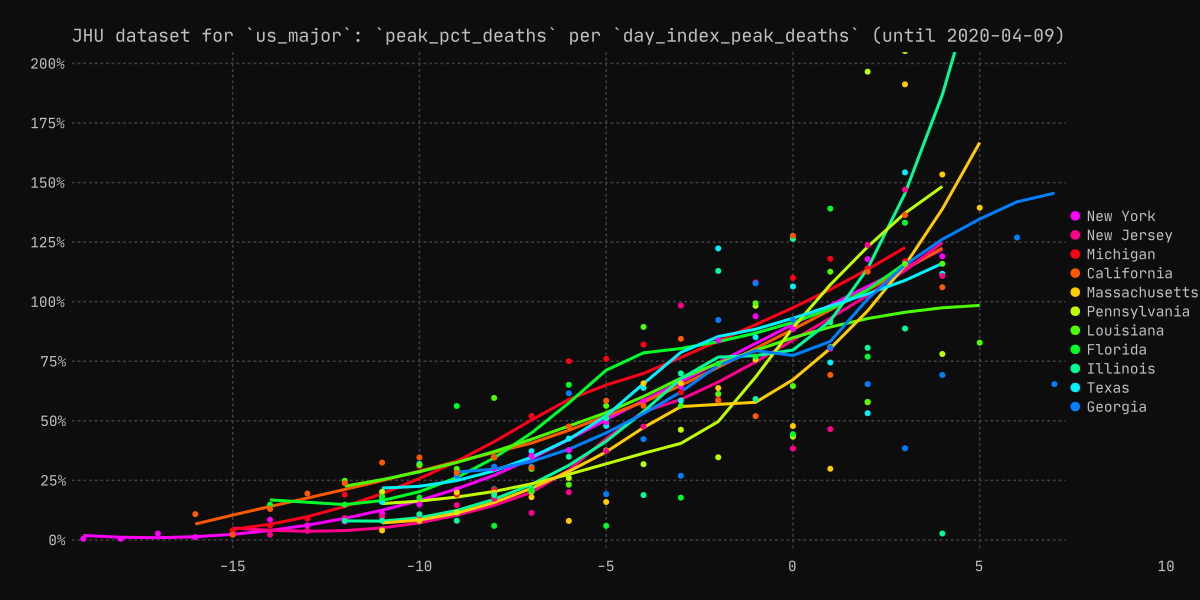 JHU dataset for `us_major`: `peak_pct_deaths` per `day_index_peak_deaths` (until 2020-04-09)
200%
175%
150%
125%
100%
75%
50%
25%
0%
-15 -10 -5 0 5 10
New York
New Jersey
Michigan
California
Massachusetts
Pennsylvania
Louisiana
Florida
Illinois
Texas
Georgia